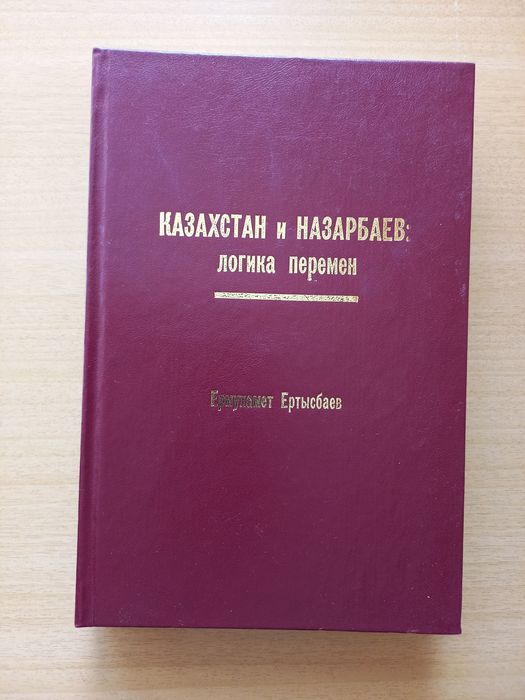 КАЗАХСТАН и НАЗАРБАЕВ:
логика перемен
Ермухамет Ертысбаев